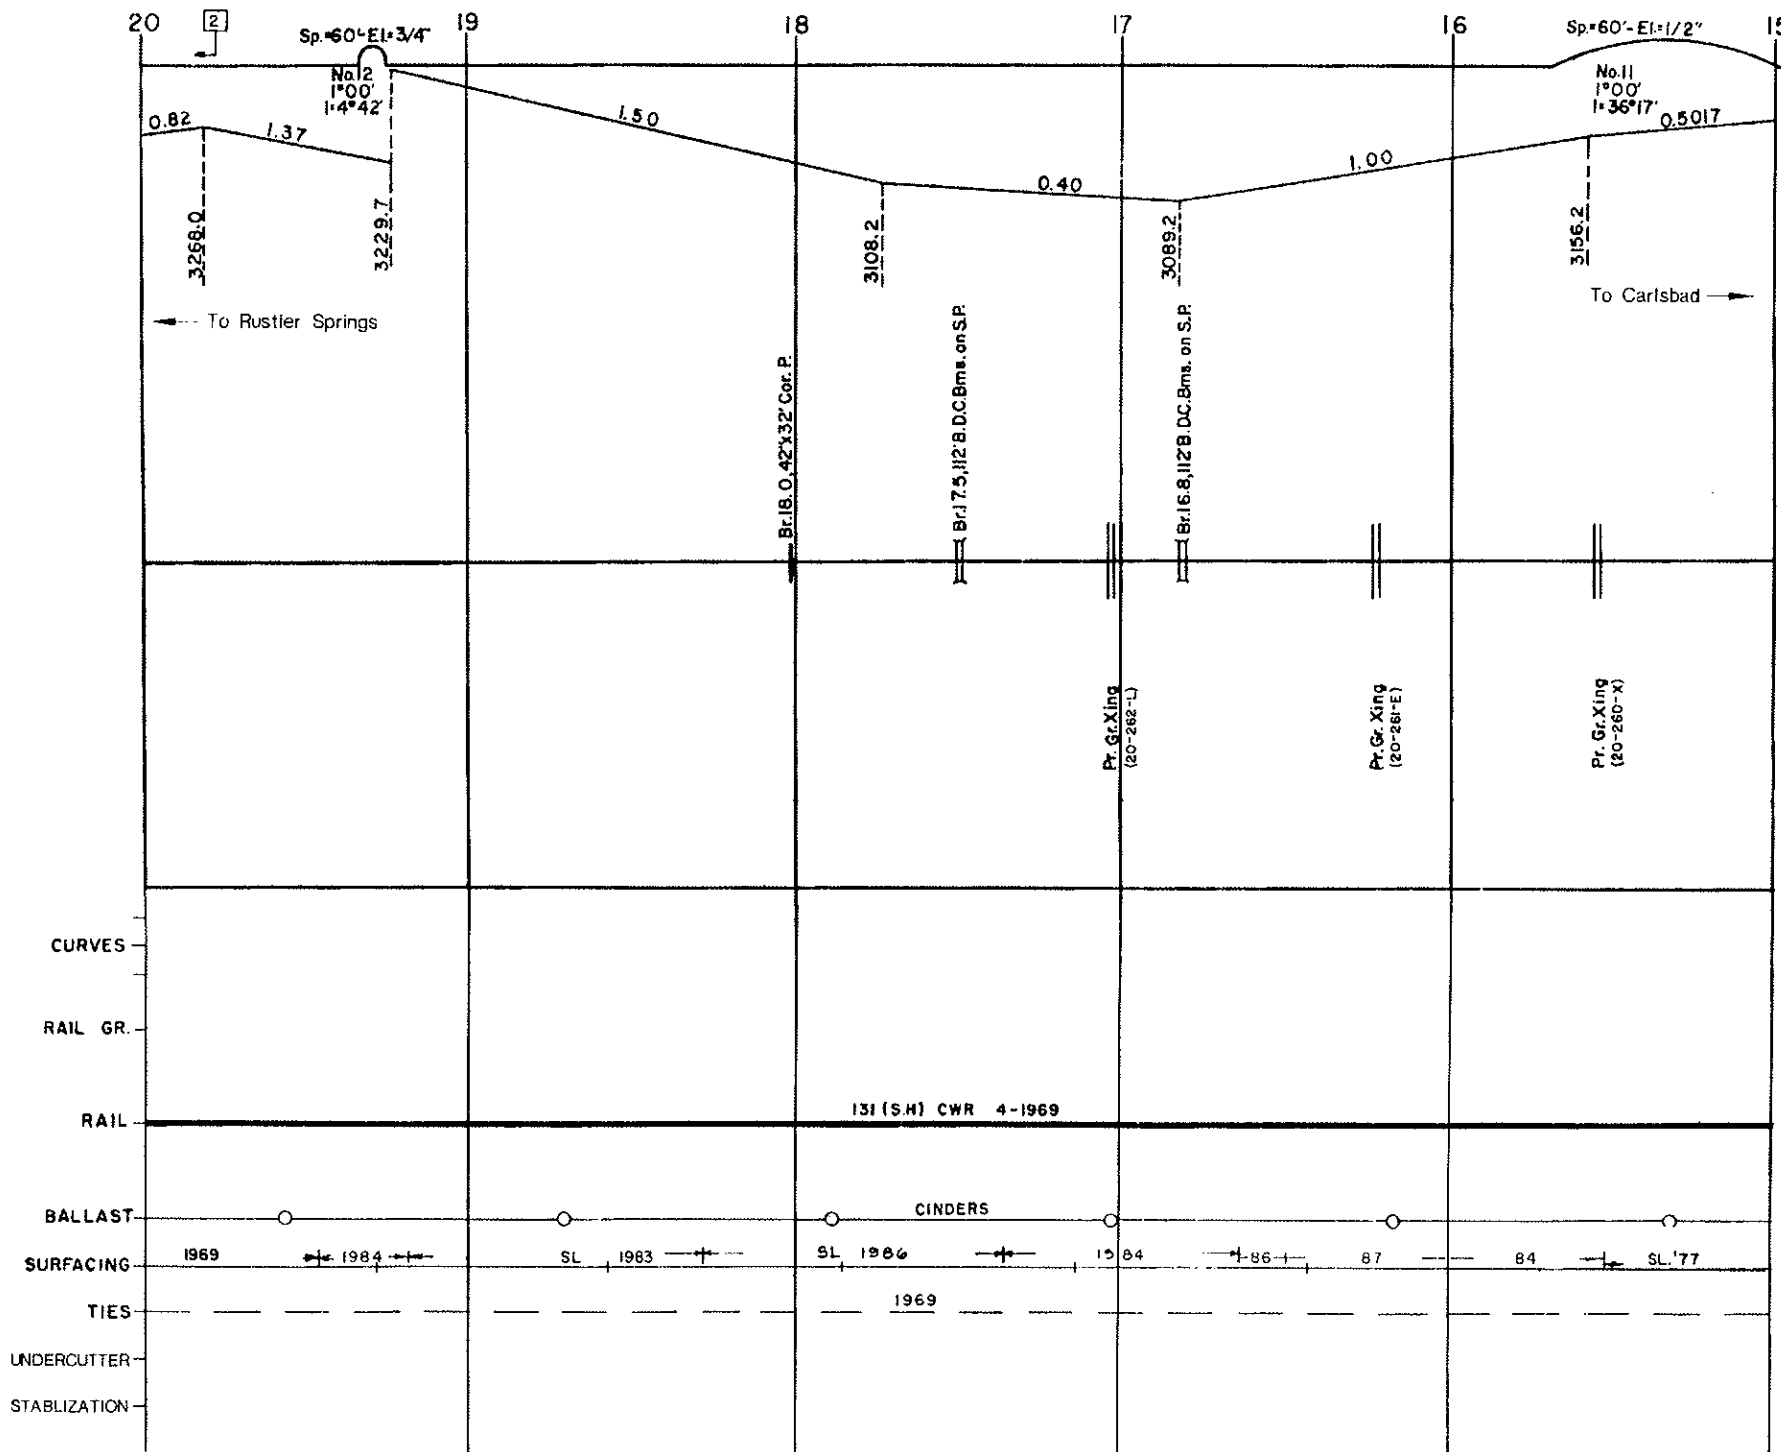 20
2
19
18
17
16
15
Sp.=60'-El.=3/4"
Sp.=60'-El.=1/2"
No.12
1°00'
I=4°42'
No.11
1°00'
I=36°17'
0.82
1.37
1.50
0.40
1.00
0.5017
3268.0
3229.7
3108.2
3089.2
3156.2
To Rustler Springs
To Carlsbad
Br.18.0, 42"x32' Cor. P.
Br.17.5, 112' B.D.C. Bms. on S.P.
Br.16.8, 112' B.D.C. Bms. on S.P.
Pr. Gr. Xing
(20-262-L)
Pr. Gr. Xing
(20-261-E)
Pr. Gr. Xing
(20-260-X)
CURVES
RAIL GR.
RAIL
131 (S.H) CWR 4-1969
BALLAST
CINDERS
SURFACING
1969
1984
SL 1983
SL 1986
1984
86
87
84
SL.'77
TIES
1969
UNDERCUTTER
STABLIZATION